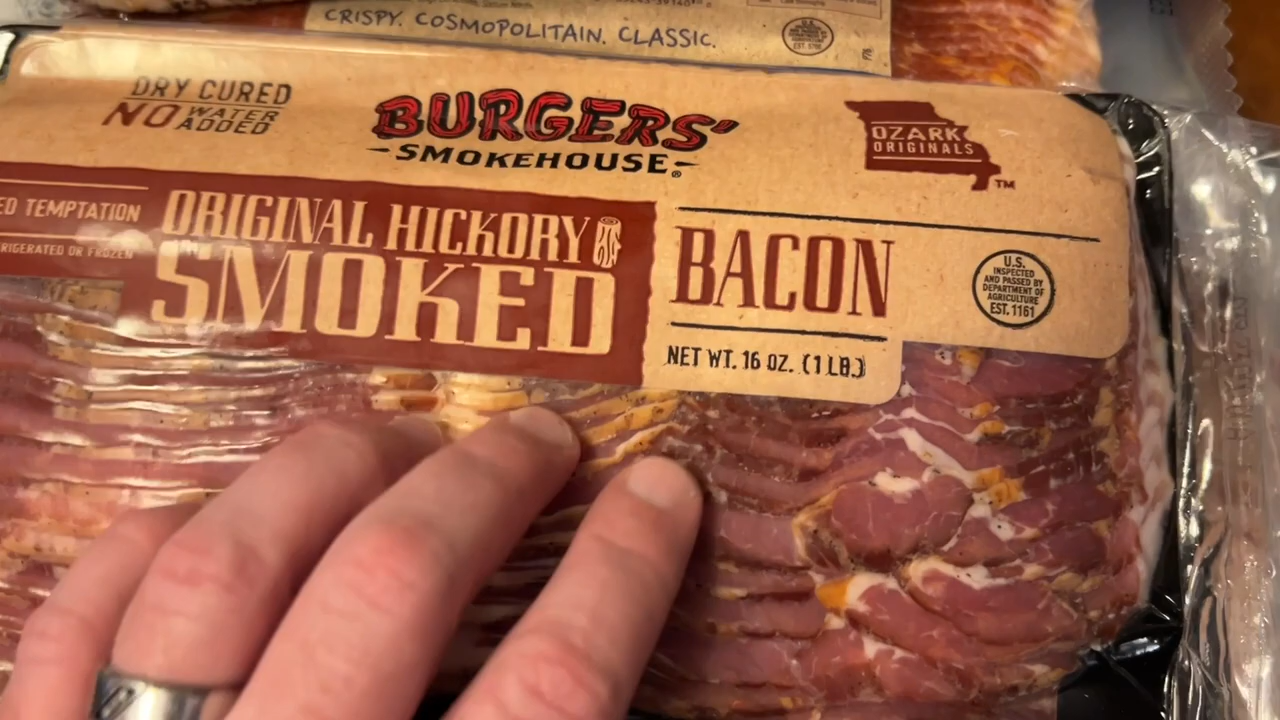 CRISPY. COSMOPOLITAIN. CLASSIC.
U.S.
DRY CURED
NO WATER ADDED
BURGERS'
SMOKEHOUSE®
OZARK
ORIGINALS
™
ED TEMPTATION
RIGERATED OR FROZEN
ORIGINAL HICKORY
SMOKED
BACON
NET WT. 16 OZ. (1 LB.)
U.S.
INSPECTED
AND PASSED BY
DEPARTMENT OF
AGRICULTURE
EST. 1161